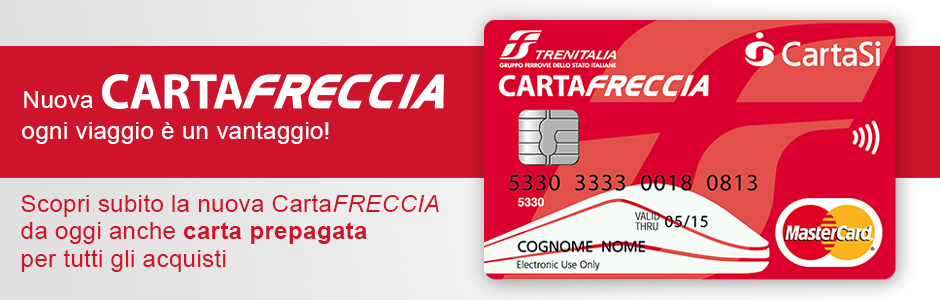 Nuova CARTAFRECCIA
ogni viaggio è un vantaggio!
Scopri subito la nuova CartaFRECCIA
da oggi anche carta prepagata
per tutti gli acquisti
TRENITALIA
GRUPPO FERROVIE DELLO STATO ITALIANE
CartaSi
CARTAFRECCIA
5330 3333 0018 0813
5330
VALID
THRU 05/15
COGNOME NOME
Electronic Use Only
MasterCard